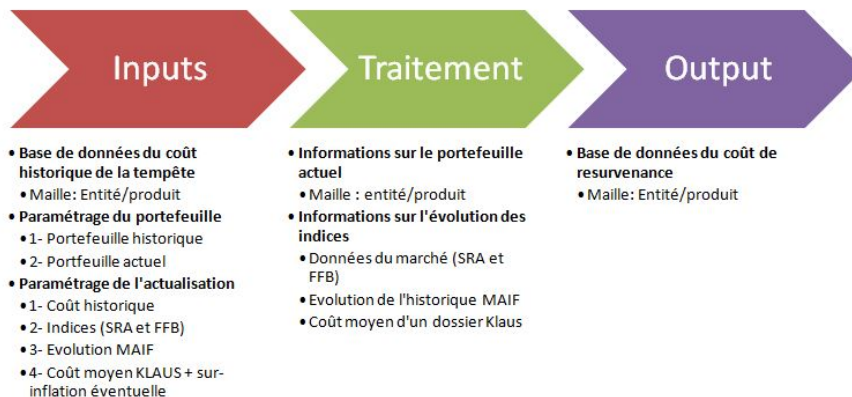 Inputs
• Base de données du coût
historique de la tempête
• Maille: Entité/produit
• Paramétrage du portefeuille
• 1- Portefeuille historique
• 2- Portfeuille actuel
• Paramétrage de l'actualisation
• 1- Coût historique
• 2- Indices (SRA et FFB)
• 3- Evolution MAIF
• 4- Coût moyen KLAUS + sur-
inflation éventuelle
Traitement
• Informations sur le portefeuille
actuel
• Maille : entité/produit
• Informations sur l'évolution des
indices
• Données du marché (SRA et
FFB)
• Evolution de l'historique MAIF
• Coût moyen d'un dossier Klaus
Output
• Base de données du coût de
resurvenance
• Maille: Entité/produit